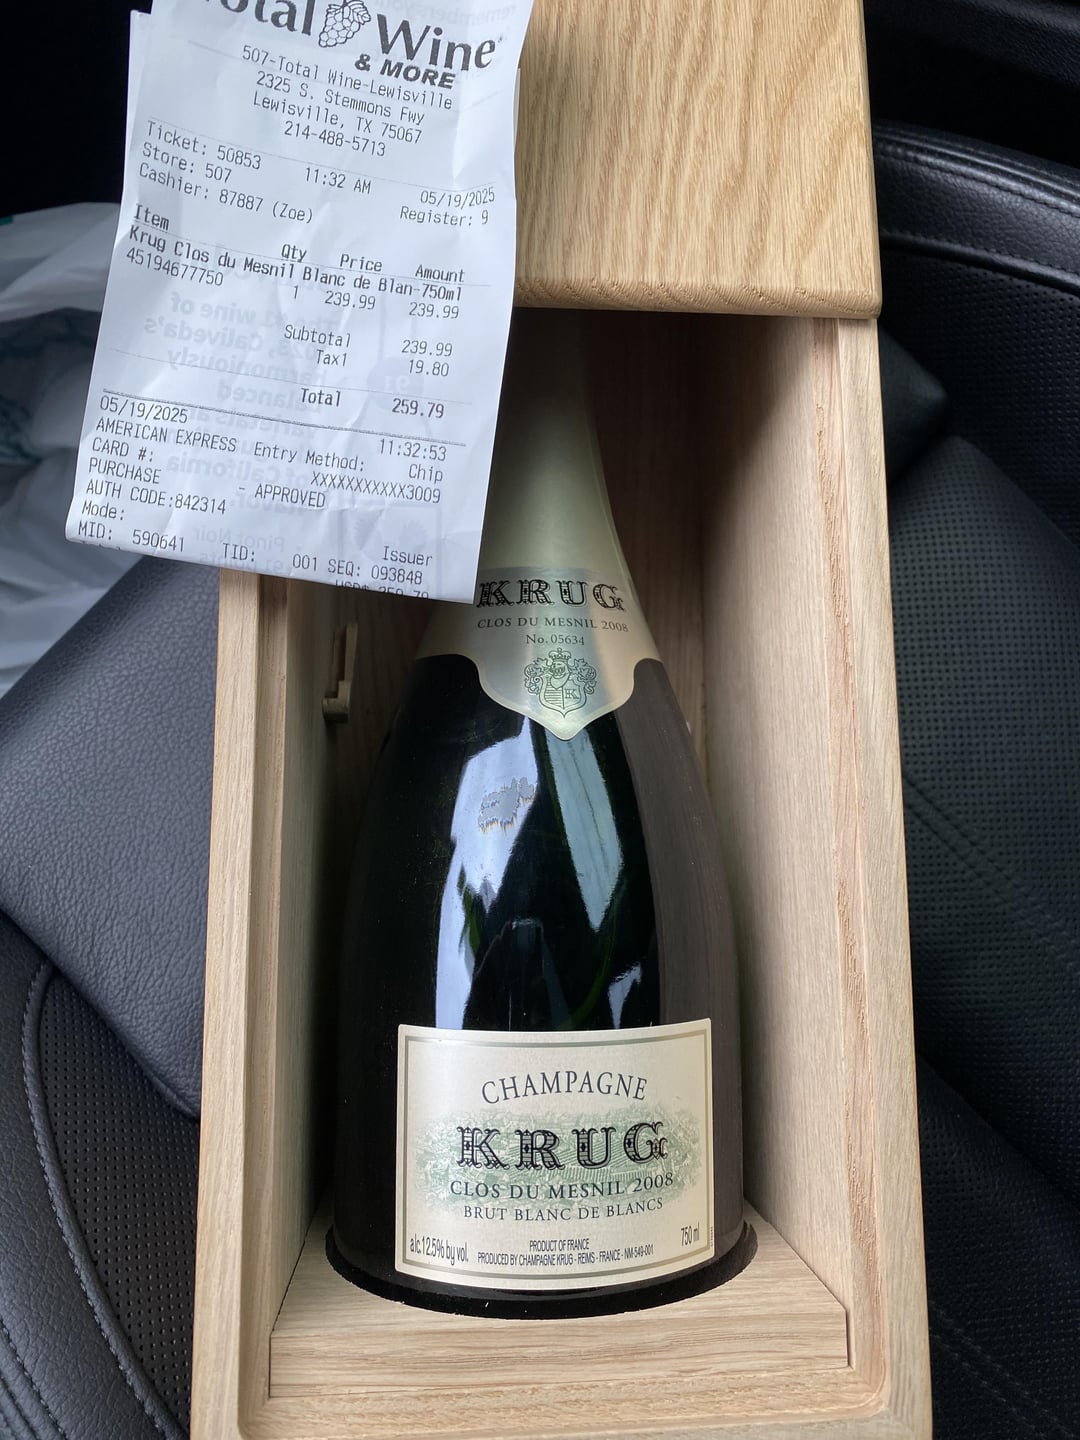 Total Wine
& MORE
507-Total Wine-Lewisville
2325 S. Stemmons Fwy
Lewisville, TX 75067
214-488-5713
Ticket: 50853 11:32 AM 05/19/2025
Store: 507 Register: 9
Cashier: 87887 (Zoe)
Item Qty Price Amount
Krug Clos du Mesnil Blanc de Blan-750ml
45194677750 1 239.99 239.99
Subtotal 239.99
Tax1 19.80
Total 259.79
05/19/2025 11:32:53
AMERICAN EXPRESS Entry Method: Chip
CARD #: XXXXXXXXXXX3009
PURCHASE - APPROVED
AUTH CODE:842314
Mode: Issuer
MID: 590641 TID: 001 SEQ: 093848
USD$ 259.79
KRUG
CLOS DU MESNIL 2008
No. 05634
K
CHAMPAGNE
KRUG
CLOS DU MESNIL 2008
BRUT BLANC DE BLANCS
alc.12.5% by vol. PRODUCT OF FRANCE 750 ml
PRODUCED BY CHAMPAGNE KRUG - REIMS - FRANCE - NM-549-001